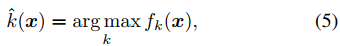 k̂(x) = arg max f_k(x), (5)
k